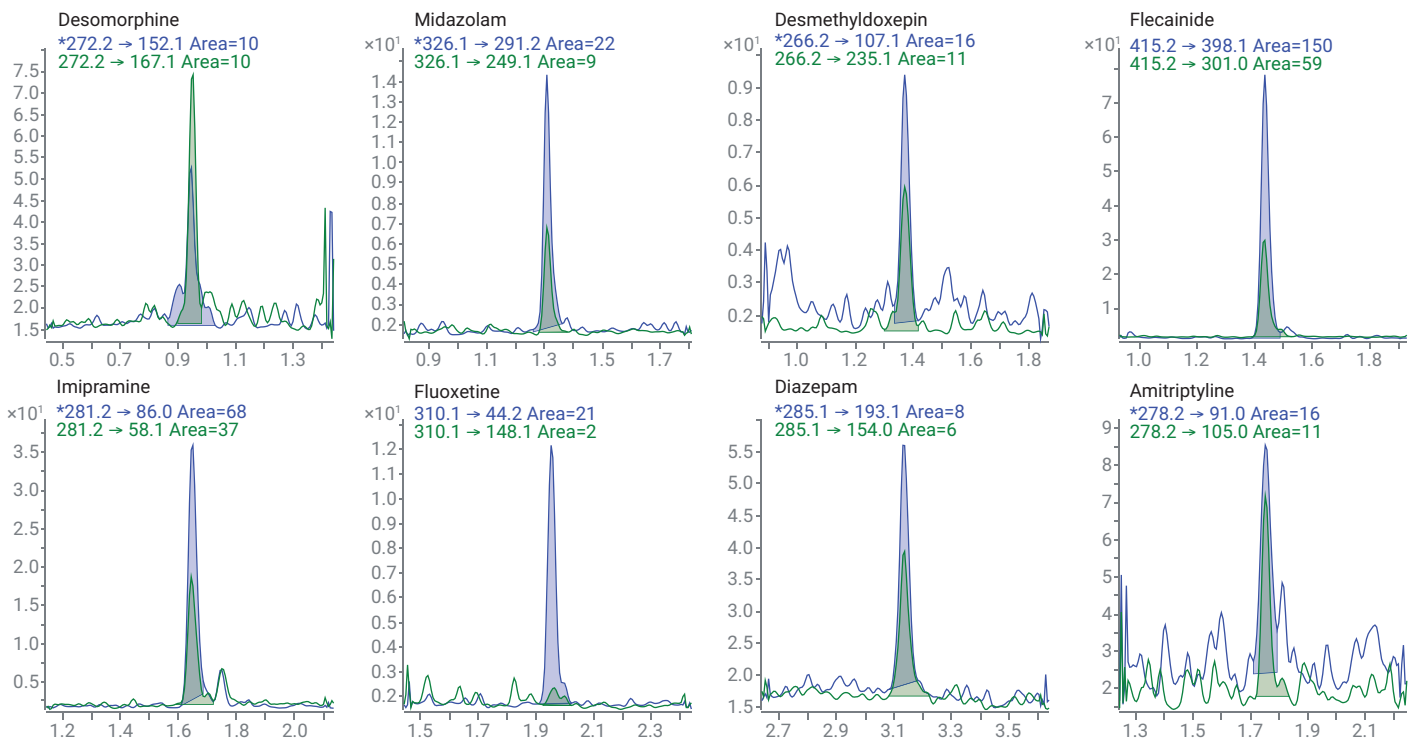 Desomorphine
*272.2 → 152.1 Area=10
272.2 → 167.1 Area=10
7.5
7.0
6.5
6.0
5.5
5.0
4.5
4.0
3.5
3.0
2.5
2.0
1.5
0.5 0.7 0.9 1.1 1.3
Midazolam
×10¹ *326.1 → 291.2 Area=22
326.1 → 249.1 Area=9
1.4
1.3
1.2
1.1
0.1
0.9
0.8
0.7
0.6
0.5
0.4
0.3
0.2
0.9 1.1 1.3 1.5 1.7
Desmethyldoxepin
×10¹ *266.2 → 107.1 Area=16
266.2 → 235.1 Area=11
0.9
0.8
0.7
0.6
0.5
0.4
0.3
0.2
1.0 1.2 1.4 1.6 1.8
Flecainide
×10¹ 415.2 → 398.1 Area=150
415.2 → 301.0 Area=59
7
5
3
2
1
1.0 1.2 1.4 1.6 1.8
Imipramine
×10¹ *281.2 → 86.0 Area=68
281.2 → 58.1 Area=37
3.0
2.5
2.0
1.5
1.0
0.5
1.2 1.4 1.6 1.8 2.0
Fluoxetine
×10¹ 310.1 → 44.2 Area=21
310.1 → 148.1 Area=2
1.2
1.1
1.0
0.9
0.8
0.7
0.1
0.5
0.4
0.3
0.2
1.5 1.7 1.9 2.1 2.3
Diazepam
*285.1 → 193.1 Area=8
285.1 → 154.0 Area=6
5.5
5.0
4.5
4.0
3.5
3.0
2.5
2.0
1.5
2.7 2.9 3.1 3.3 3.5
Amitriptyline
*278.2 → 91.0 Area=16
278.2 → 105.0 Area=11
9
7
5
4
3
2
1.3 1.5 1.7 1.9 2.1